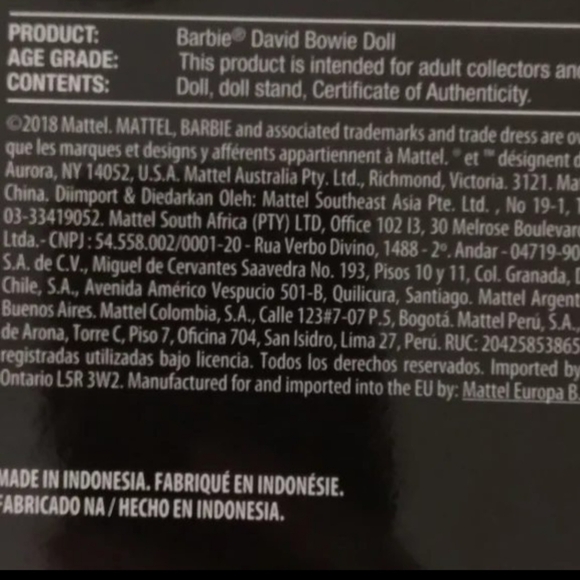 PRODUCT: Barbie® David Bowie Doll
AGE GRADE: This product is intended for adult collectors and
CONTENTS: Doll, doll stand, Certificate of Authenticity.
©2018 Mattel. MATTEL, BARBIE and associated trademarks and trade dress are
que les marques et designs y afférents appartiennent à Mattel. ® et ™ désignent
Aurora, NY 14052, U.S.A. Mattel Australia Pty. Ltd., Richmond, Victoria. 3121.
China. Diimport & Diedarkan Oleh: Mattel Southeast Asia Pte. Ltd. , No 19-1,
03-33419052. Mattel South Africa (PTY) LTD, Office 102 I3, 30 Melrose Boulevard
Ltda.- CNPJ : 54.558.002/0001-20 - Rua Verbo Divino, 1488 - 2º. Andar - 04719-90
S.A. de C.V., Miguel de Cervantes Saavedra No. 193, Pisos 10 y 11, Col. Granada,
Chile, S.A., Avenida Américo Vespucio 501-B, Quilicura, Santiago. Mattel Argent
Buenos Aires. Mattel Colombia, S.A., Calle 123#7-07 P.5, Bogotá. Mattel Perú, S.A.
de Arona, Torre C, Piso 7, Oficina 704, San Isidro, Lima 27, Perú. RUC: 20425853865
registradas utilizadas bajo licencia. Todos los derechos reservados. Imported by
Ontario L5R 3W2. Manufactured for and imported into the EU by: Mattel Europa B.
MADE IN INDONESIA. FABRIQUÉ EN INDONÉSIE.
FABRICADO NA / HECHO EN INDONESIA.